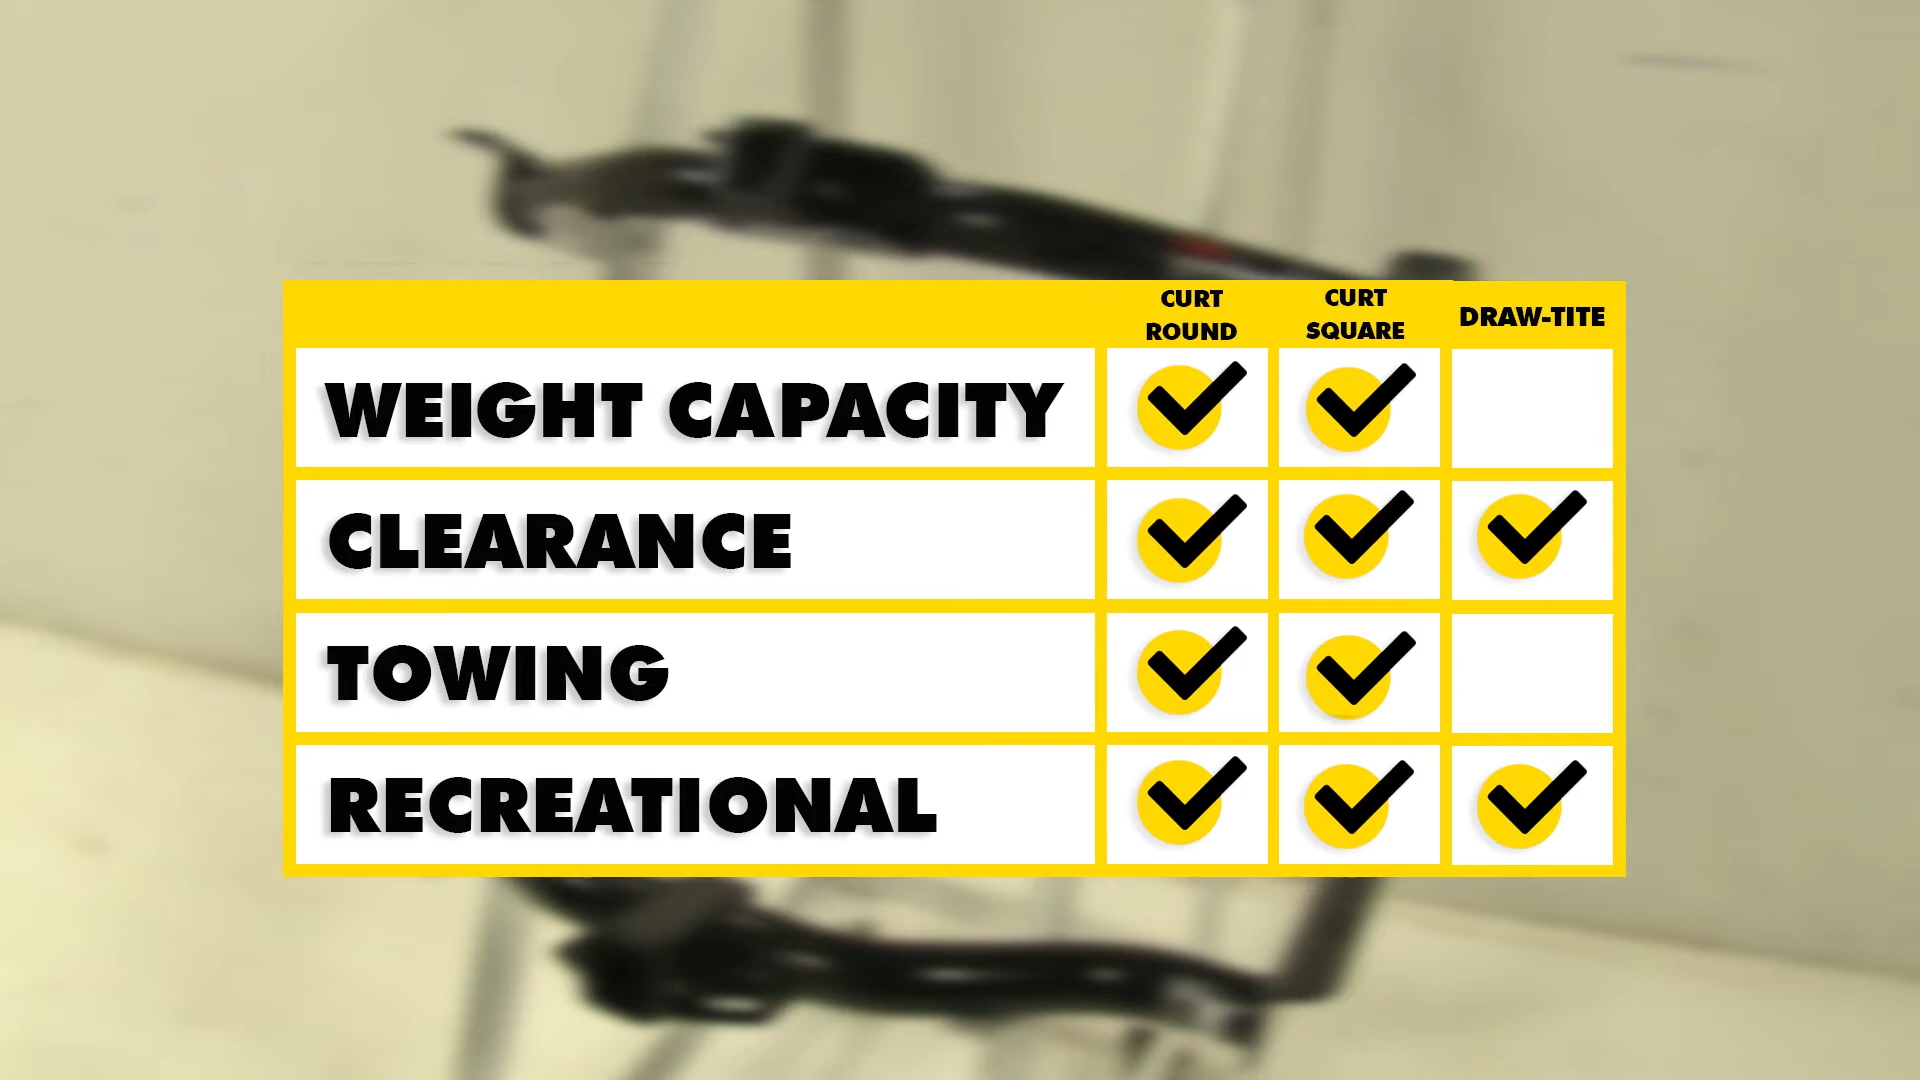 CURT
ROUND
CURT
SQUARE
DRAW-TITE
WEIGHT CAPACITY
CLEARANCE
TOWING
RECREATIONAL